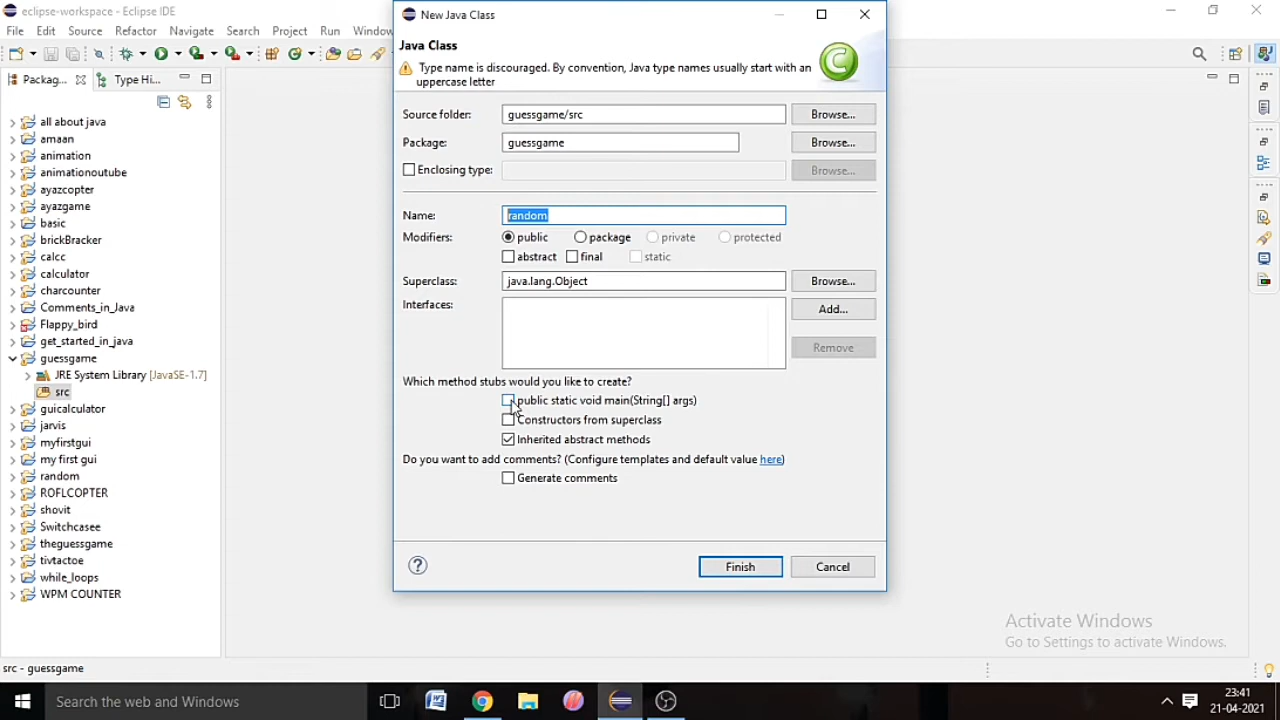 eclipse-workspace - Eclipse IDE
File Edit Source Refactor Navigate Search Project Run Window
New Java Class
Java Class
Type name is discouraged. By convention, Java type names usually start with an
uppercase letter
Packag...
Type Hi...
all about java
amaan
animation
animationoutube
ayazcopter
ayazgame
basic
brickBracker
calcc
calculator
charcounter
Comments_in_Java
Flappy_bird
get_started_in_java
guessgame
JRE System Library [JavaSE-1.7]
src
guicalculator
jarvis
myfirstgui
my first gui
random
ROFLCOPTER
shovit
Switchcasee
theguessgame
tivtactoe
while_loops
WPM COUNTER
Source folder: guessgame/src Browse...
Package: guessgame Browse...
Enclosing type: Browse...
Name: random
Modifiers: public package private protected
abstract final static
Superclass: java.lang.Object Browse...
Interfaces: Add...
Remove
Which method stubs would you like to create?
public static void main(String[] args)
Constructors from superclass
Inherited abstract methods
Do you want to add comments? (Configure templates and default value here)
Generate comments
? Finish Cancel
Activate Windows
Go to Settings to activate Windows.
src - guessgame
Search the web and Windows
23:41
21-04-2021